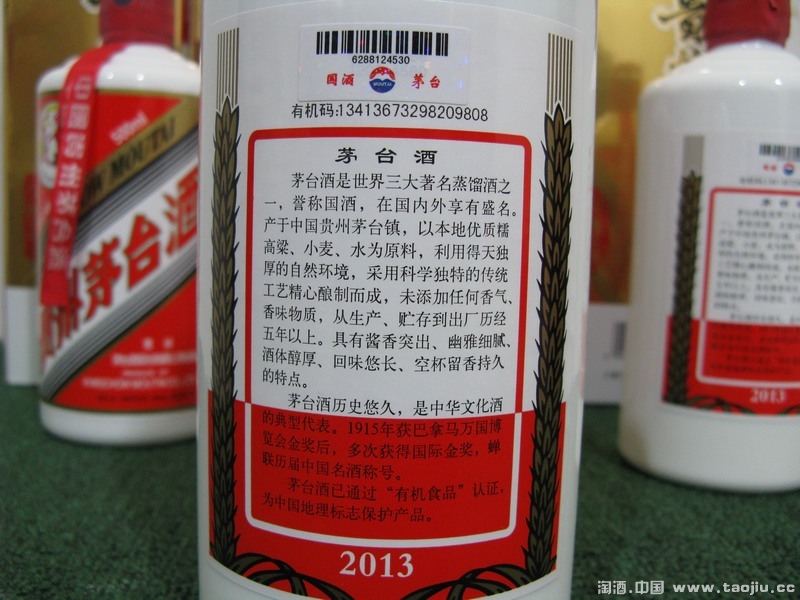 6288124530
国酒 MOUTAI 茅台
有机码:13413673298209808
茅台酒
茅台酒是世界三大著名蒸馏酒之
一，誉称国酒，在国内外享有盛名。
产于中国贵州茅台镇，以本地优质糯
高粱、小麦、水为原料，利用得天独
厚的自然环境，采用科学独特的传统
工艺精心酿制而成，未添加任何香气、
香味物质，从生产、贮存到出厂历经
五年以上。具有酱香突出、幽雅细腻、
酒体醇厚、回味悠长、空杯留香持久
的特点。
茅台酒历史悠久，是中华文化酒
的典型代表。1915年获巴拿马万国博
览会金奖后，多次获得国际金奖，蝉
联历届中国名酒称号。
茅台酒已通过“有机食品”认证，
为中国地理标志保护产品。
2013
中国贵州茅台酒
500ml
MOUTAI
州茅台酒
2013
淘酒.中国 www.taojiu.cc